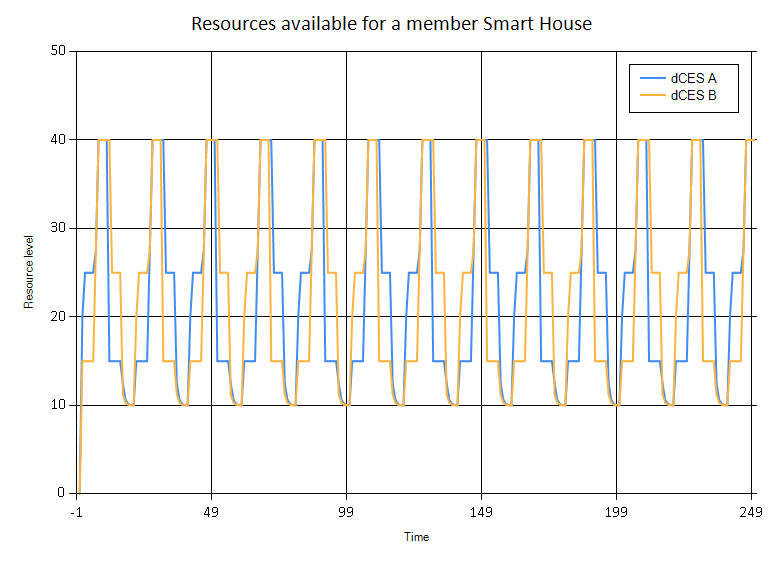 Resources available for a member Smart House
50
dCES A
dCES B
40
30
Resource level
20
10
0
-1 49 99 149 199 249
Time